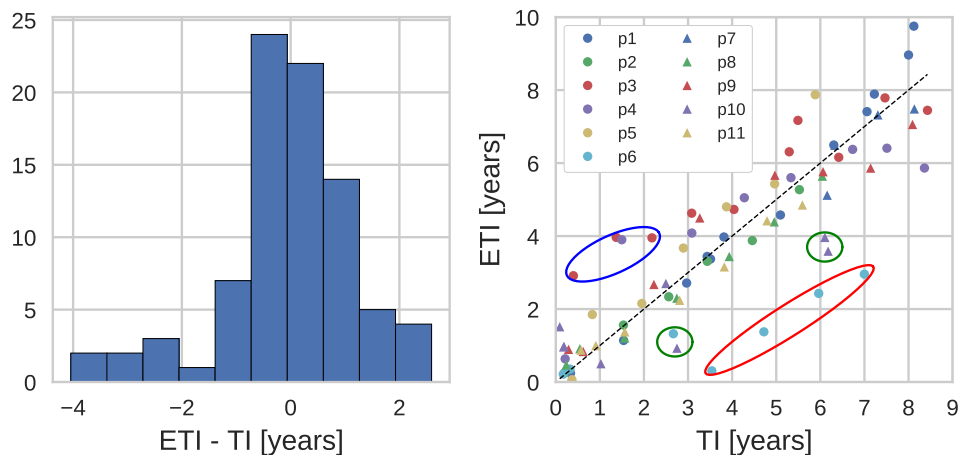 25
20
15
10
5
0
−4
−2
0
2
ETI - TI [years]
10
8
6
4
2
0
ETI [years]
p1
p2
p3
p4
p5
p6
p7
p8
p9
p10
p11
0 1 2 3 4 5 6 7 8 9
TI [years]